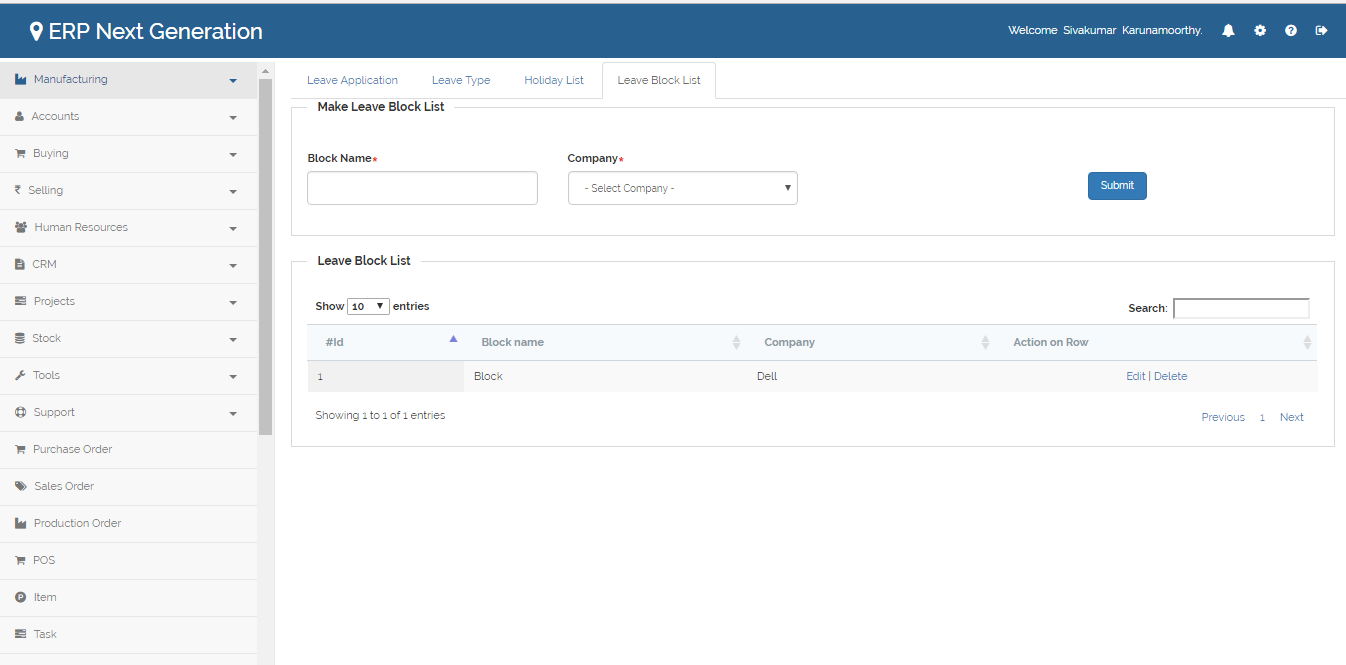 ERP Next Generation
Welcome Sivakumar Karunamoorthy.
Manufacturing
Accounts
Buying
Selling
Human Resources
CRM
Projects
Stock
Tools
Support
Purchase Order
Sales Order
Production Order
POS
Item
Task
Leave Application Leave Type Holiday List Leave Block List
Make Leave Block List
Block Name* Company*
- Select Company - Submit
Leave Block List
Show 10 entries Search:
#Id Block name Company Action on Row
1 Block Dell Edit | Delete
Showing 1 to 1 of 1 entries Previous 1 Next